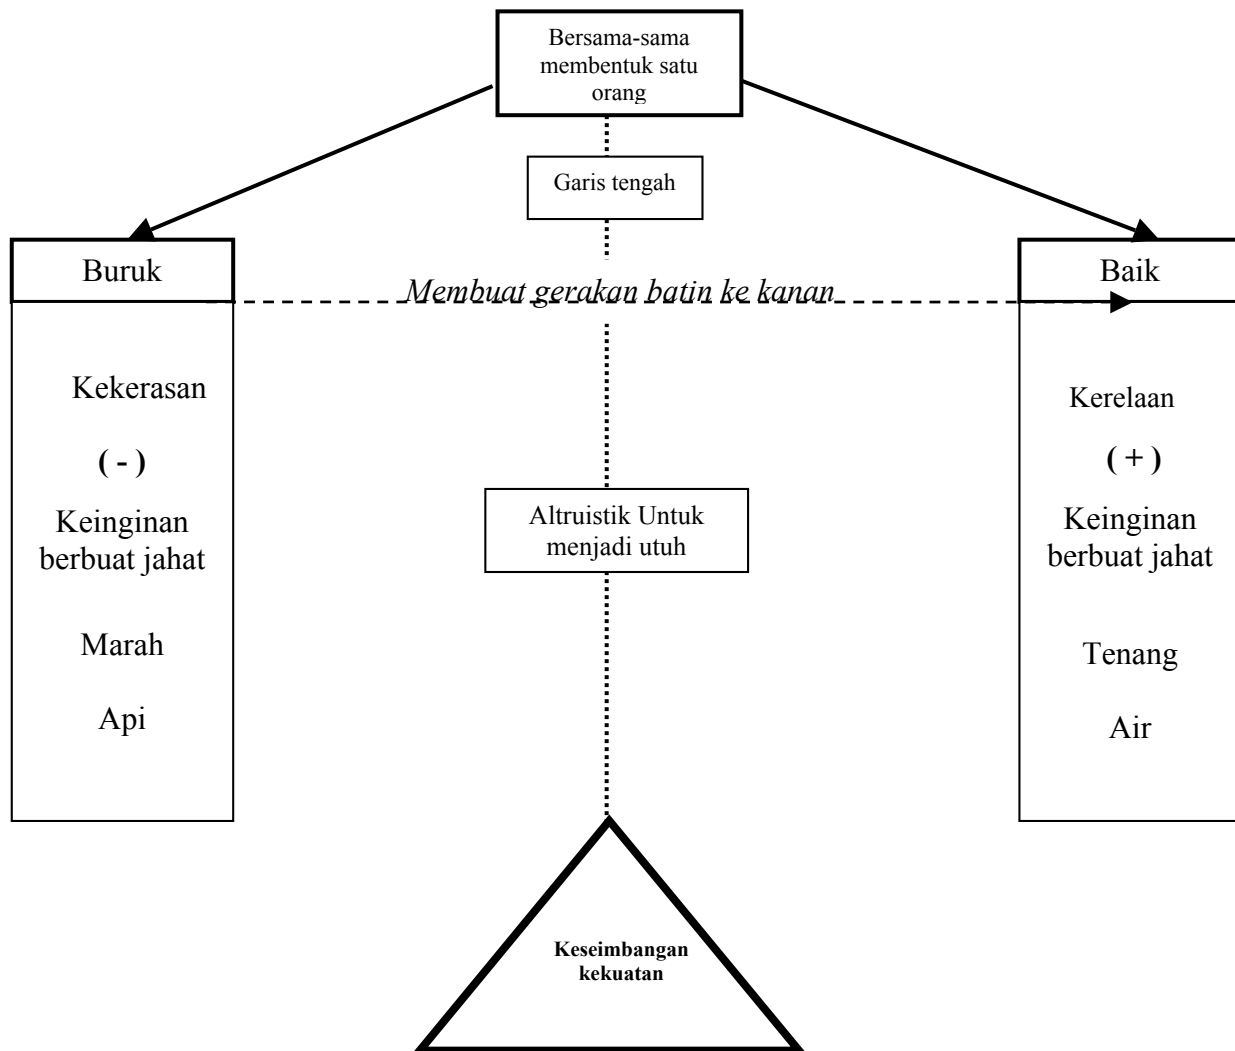 Bersama-sama
membentuk satu
orang
Garis tengah
Buruk
Baik
Membuat gerakan batin ke kanan
Kekerasan
( - )
Keinginan
berbuat jahat
Marah
Api
Altruistik Untuk
menjadi utuh
Kerelaan
( + )
Keinginan
berbuat jahat
Tenang
Air
Keseimbangan
kekuatan